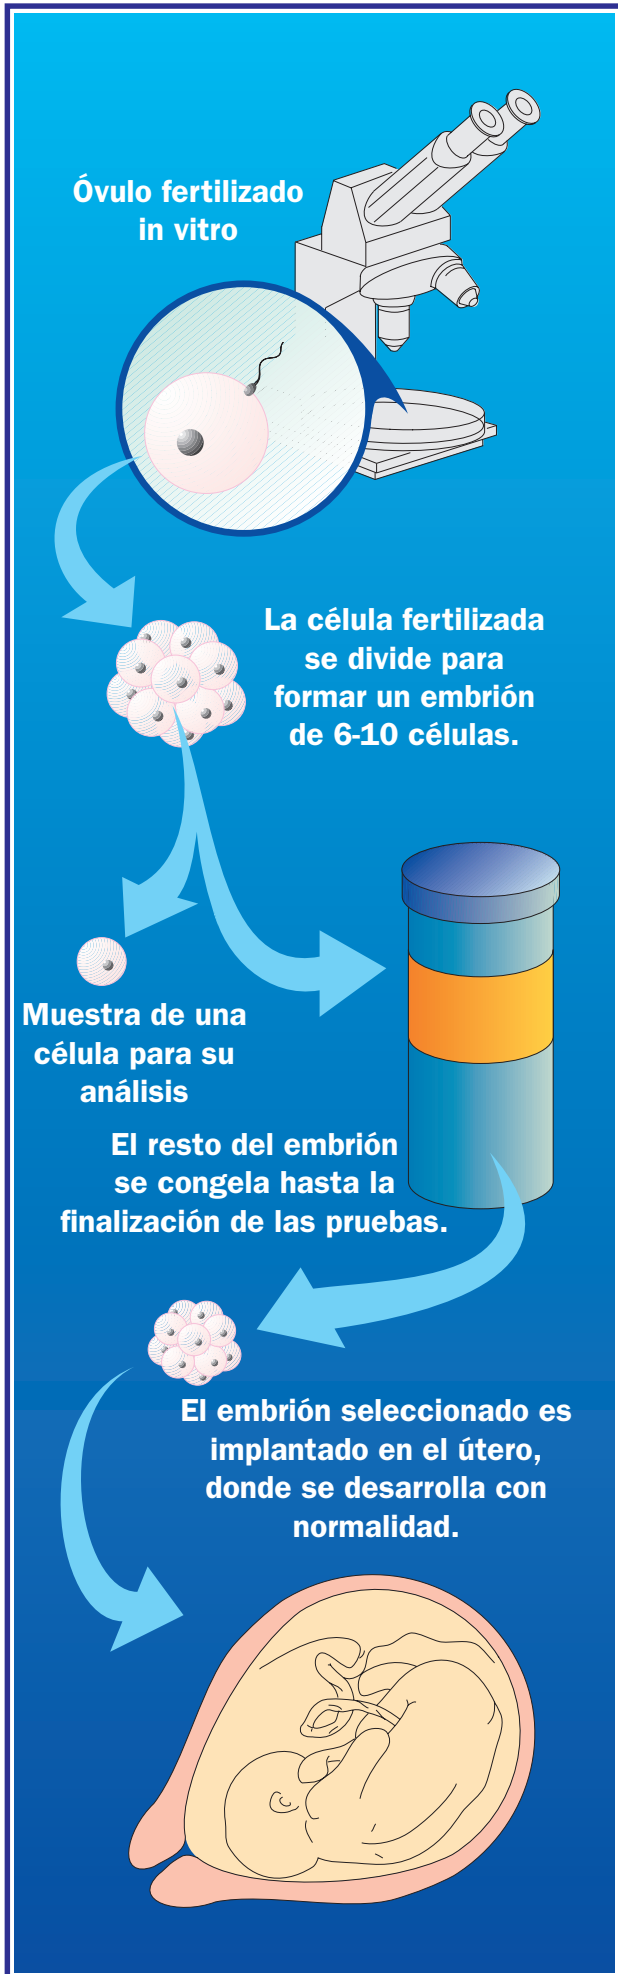 Óvulo fertilizado
in vitro
La célula fertilizada
se divide para
formar un embrión
de 6-10 células.
Muestra de una
célula para su
análisis
El resto del embrión
se congela hasta la
finalización de las pruebas.
El embrión seleccionado es
implantado en el útero,
donde se desarrolla con
normalidad.